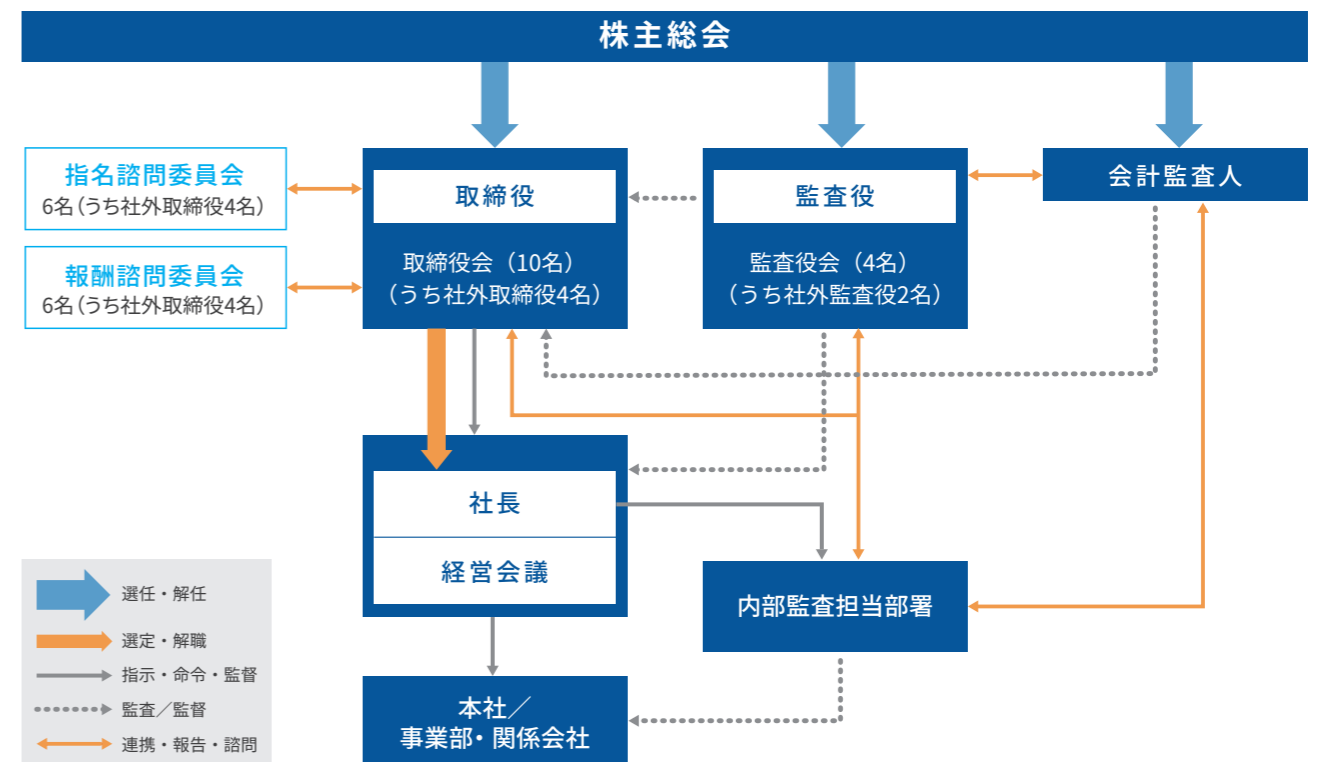 株主総会
指名諮問委員会
6名（うち社外取締役4名）
報酬諮問委員会
6名（うち社外取締役4名）
取締役
取締役会（10名）
（うち社外取締役4名）
監査役
監査役会（4名）
（うち社外監査役2名）
会計監査人
社長
経営会議
内部監査担当部署
本社／
事業部・関係会社
選任・解任
選定・解職
指示・命令・監督
監査／監督
連携・報告・諮問